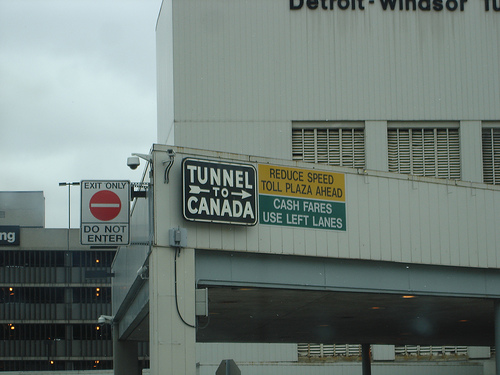 Detroit-Windsor
TUNNEL
TO
CANADA
REDUCE SPEED
TOLL PLAZA AHEAD
CASH FARES
USE LEFT LANES
EXIT ONLY
DO NOT
ENTER
ng